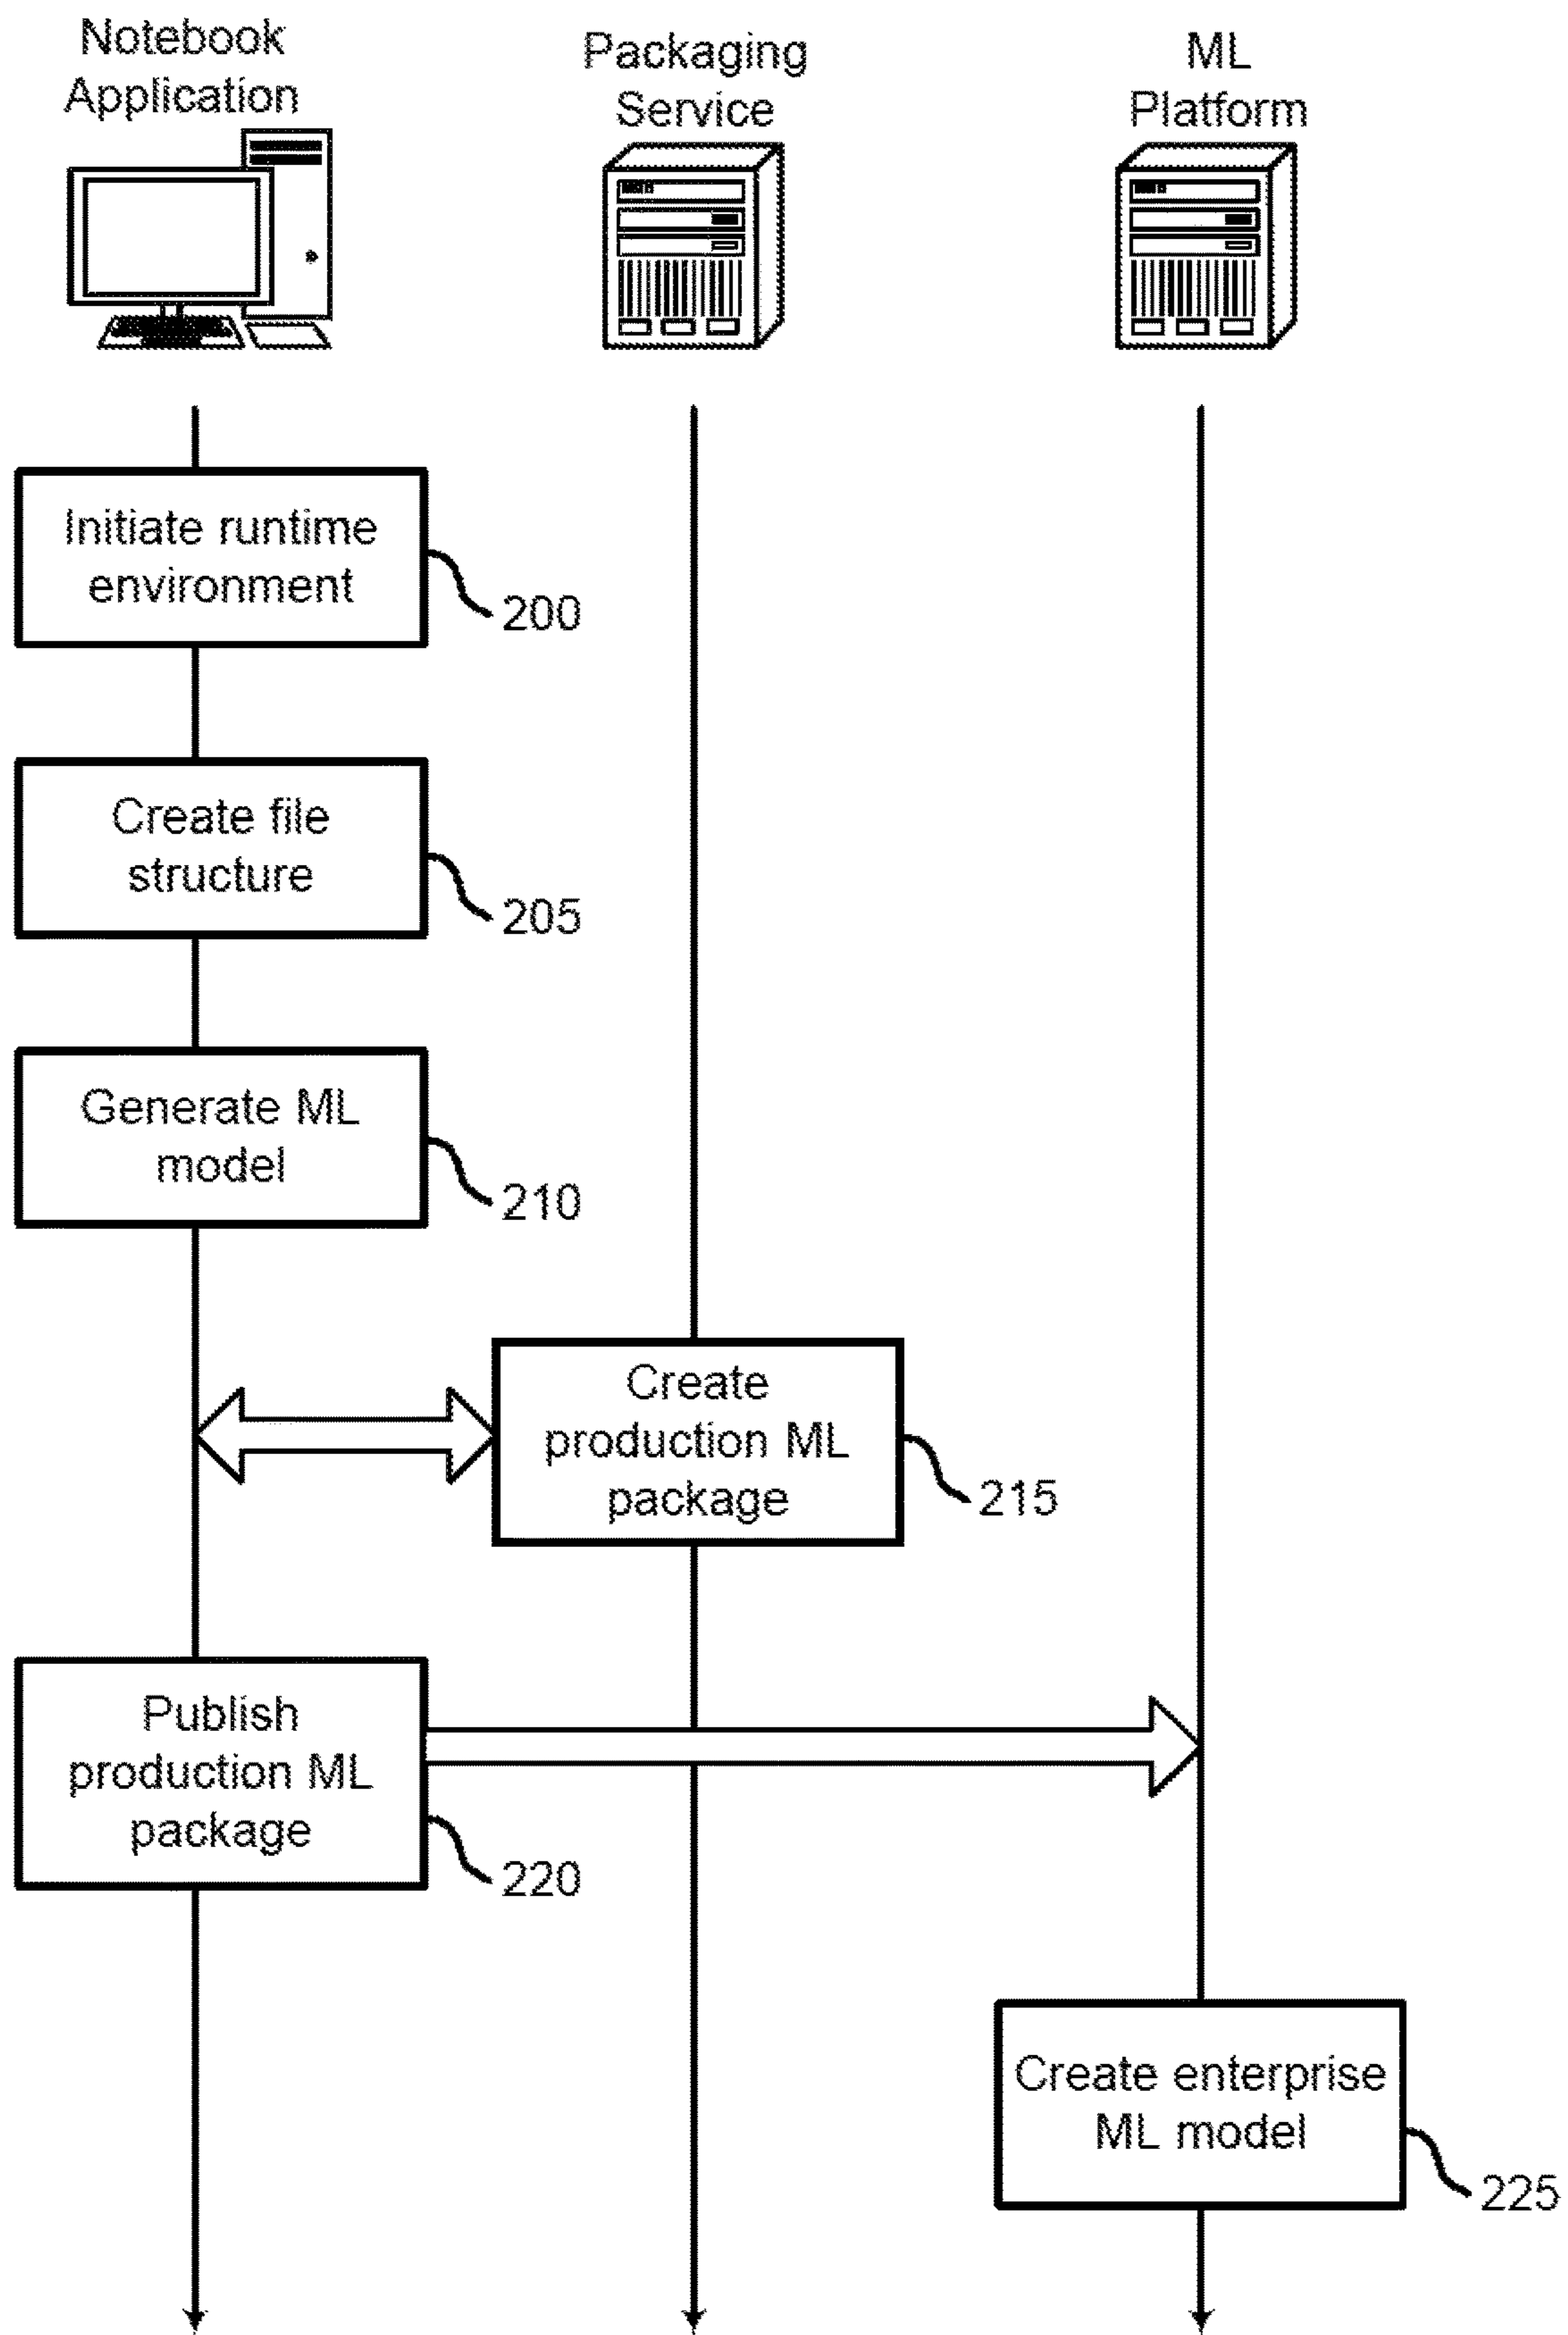 Notebook
Application
Packaging
Service
ML
Platform
Initiate runtime
environment
200
Create file
structure
205
Generate ML
model
210
Create
production ML
package
215
Publish
production ML
package
220
Create enterprise
ML model
225